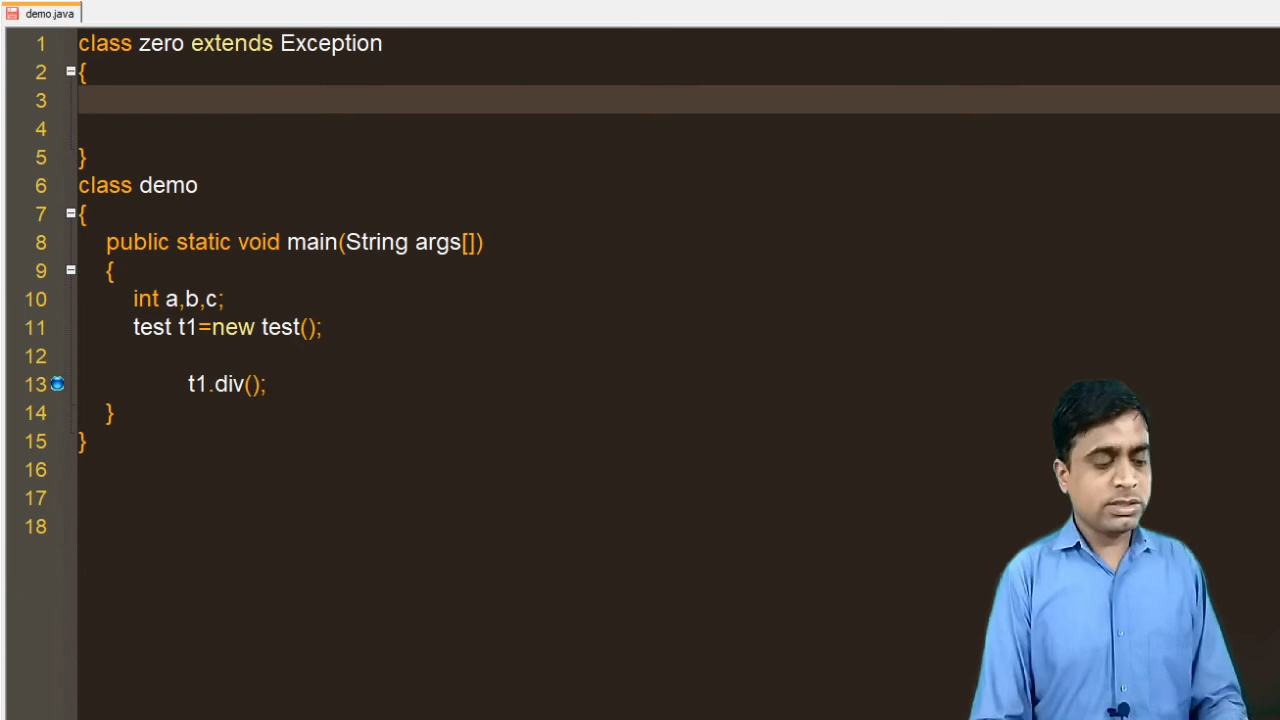 demo.java
1 class zero extends Exception
2 {
3
4
5 }
6 class demo
7 {
8 public static void main(String args[])
9 {
10 int a,b,c;
11 test t1=new test();
12
13 t1.div();
14 }
15 }
16
17
18